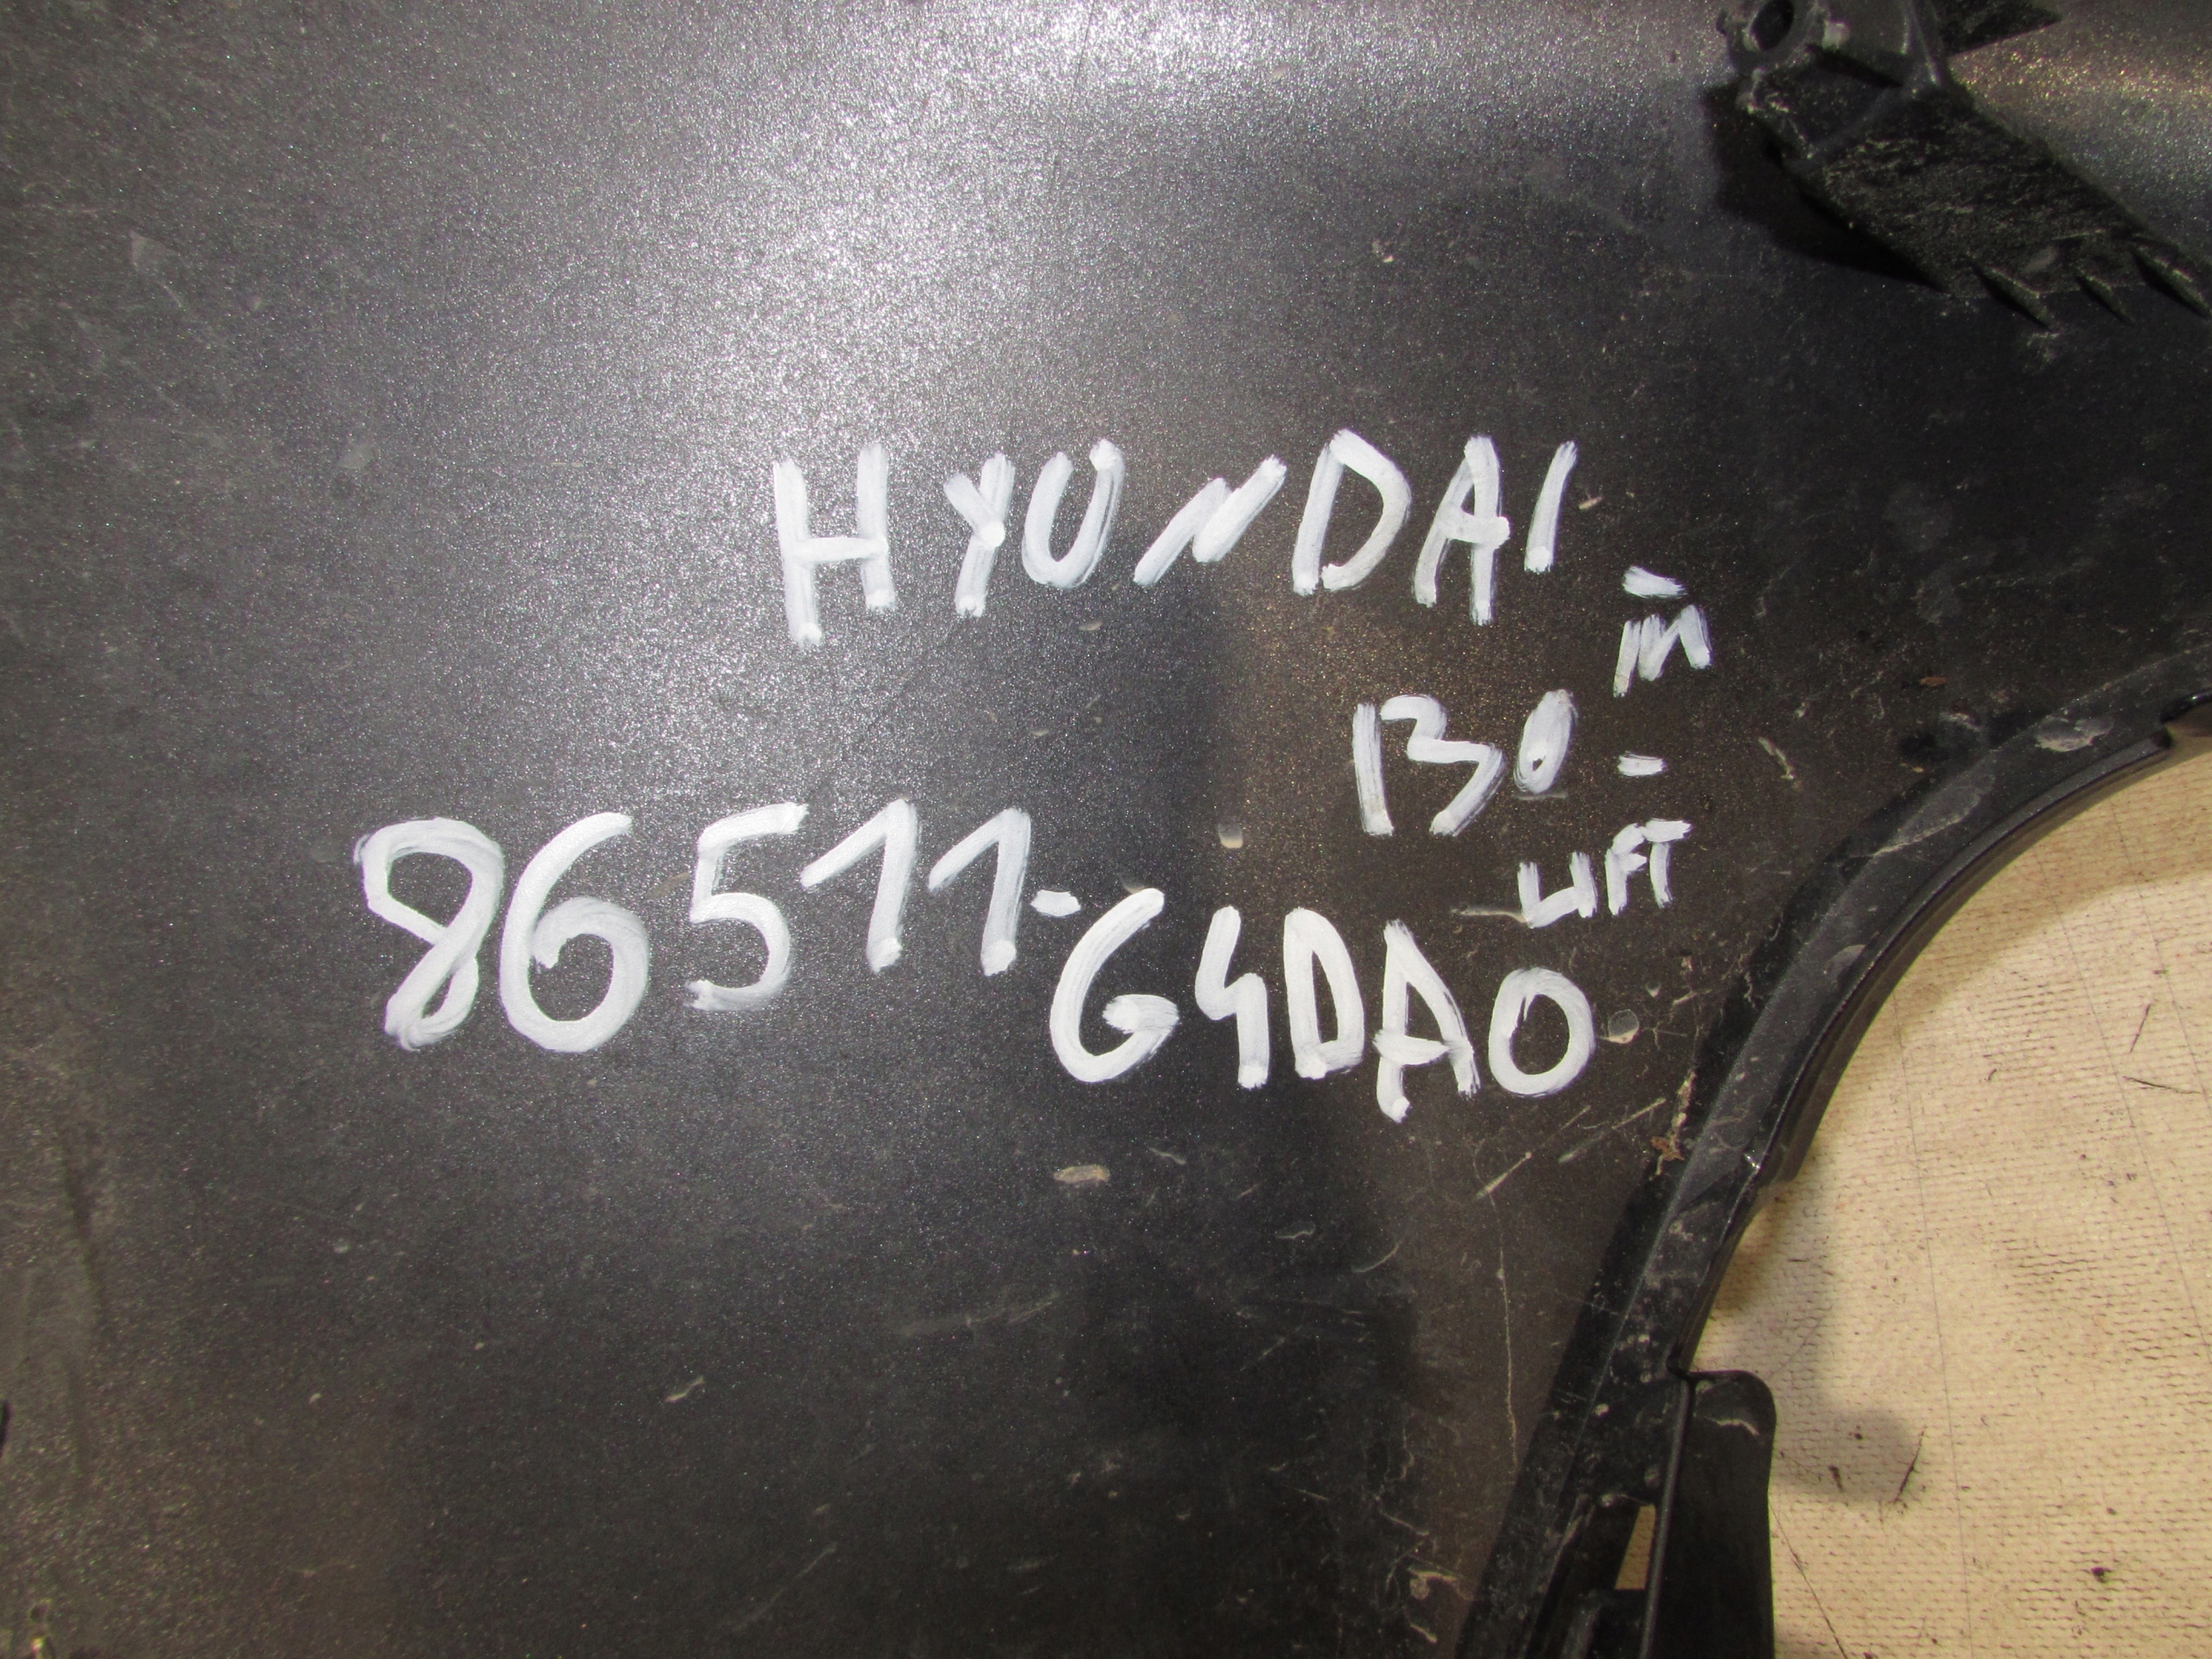 HYUNDAI
I30 - III - LIFT
86511-G4DA0